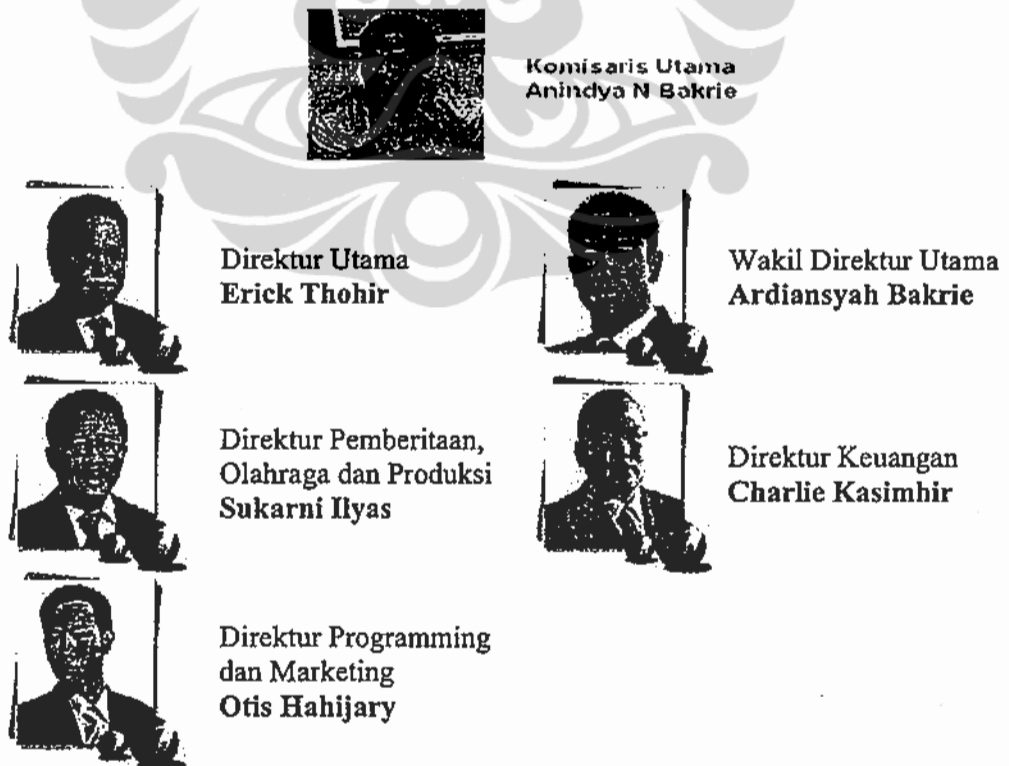 Komisaris Utama
Anindya N Bakrie
Direktur Utama
Erick Thohir
Wakil Direktur Utama
Ardiansyah Bakrie
Direktur Pemberitaan,
Olahraga dan Produksi
Sukarni Ilyas
Direktur Keuangan
Charlie Kasimhir
Direktur Programming
dan Marketing
Otis Hahijary